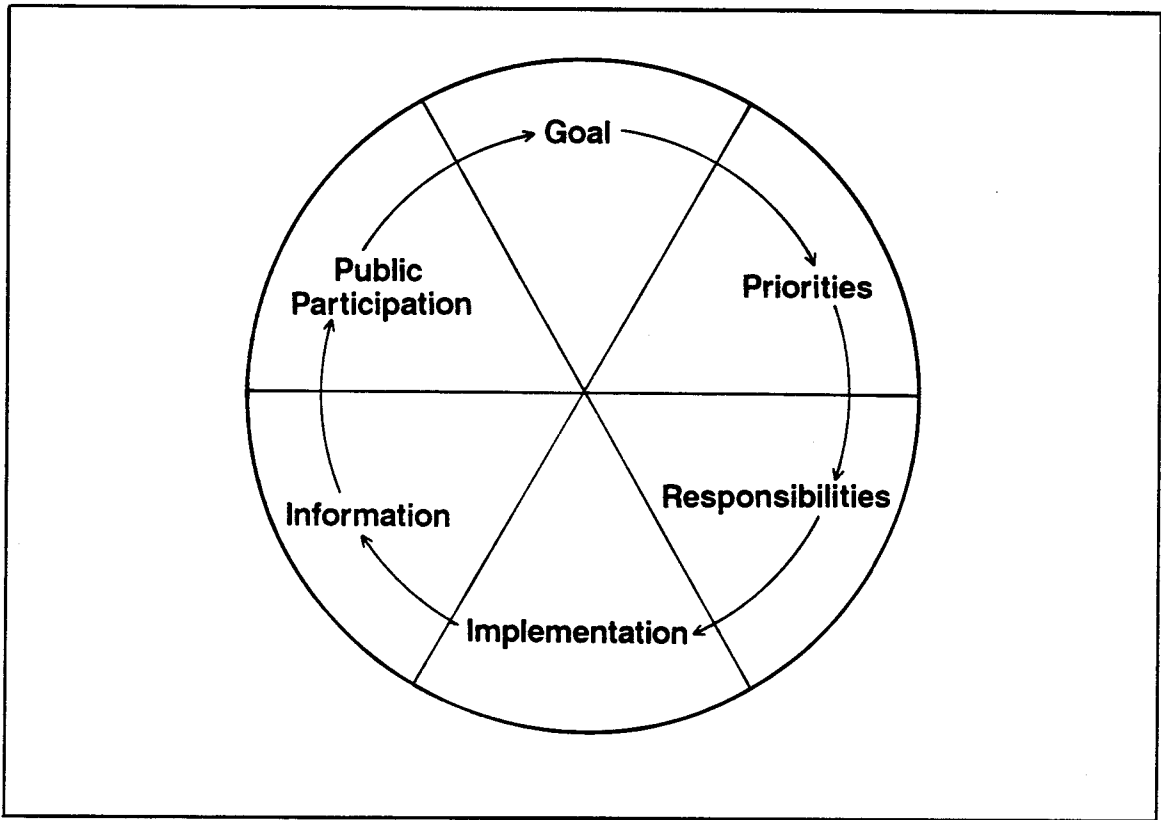 Goal
Priorities
Responsibilities
Implementation
Information
Public
Participation